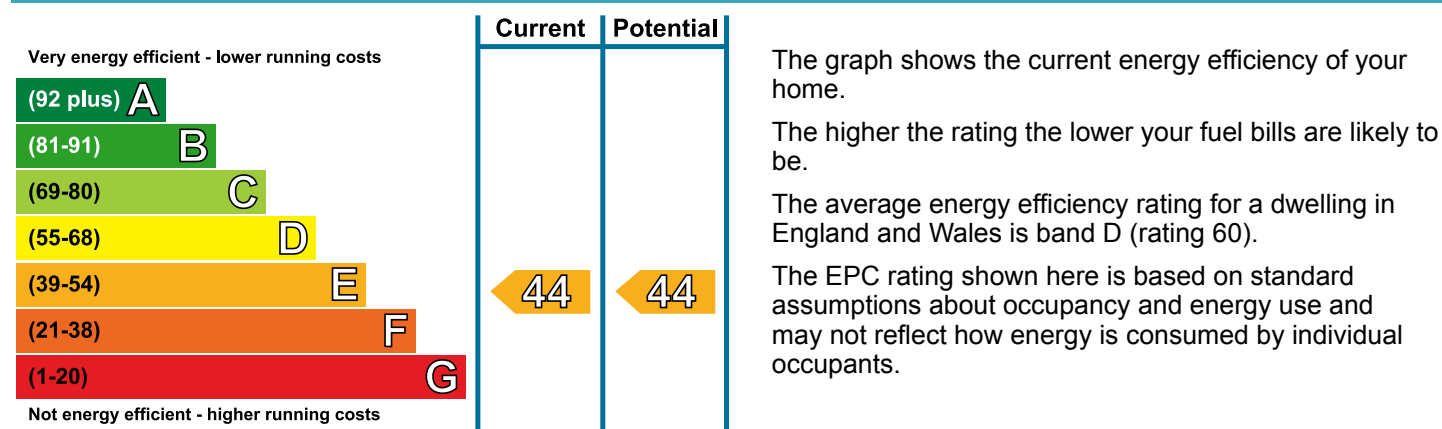 Current Potential
Very energy efficient - lower running costs
(92 plus) A
(81-91) B
(69-80) C
(55-68) D
(39-54) E
44 44
(21-38) F
(1-20) G
Not energy efficient - higher running costs
The graph shows the current energy efficiency of your
home.
The higher the rating the lower your fuel bills are likely to
be.
The average energy efficiency rating for a dwelling in
England and Wales is band D (rating 60).
The EPC rating shown here is based on standard
assumptions about occupancy and energy use and
may not reflect how energy is consumed by individual
occupants.